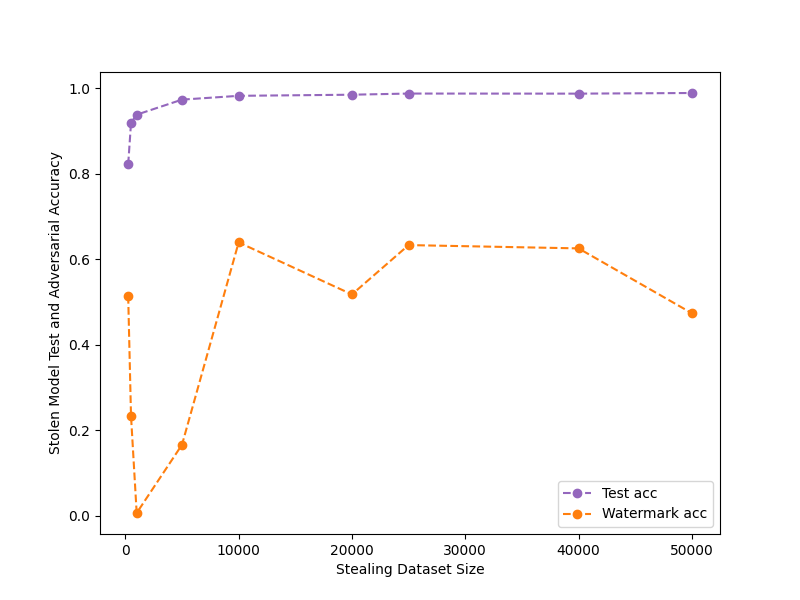 1.0
0.8
0.6
0.4
0.2
0.0
Stolen Model Test and Adversarial Accuracy
Test acc
Watermark acc
0 10000 20000 30000 40000 50000
Stealing Dataset Size